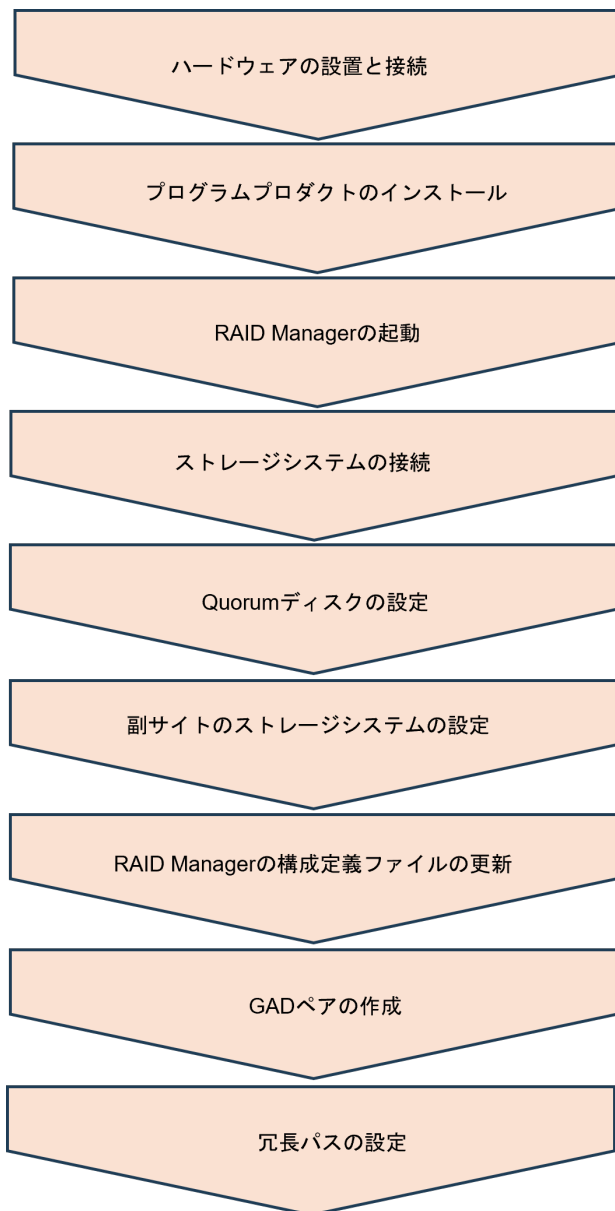 ハードウェアの設置と接続
プログラムプロダクトのインストール
RAID Managerの起動
ストレージシステムの接続
Quorumディスクの設定
副サイトのストレージシステムの設定
RAID Managerの構成定義ファイルの更新
GADペアの作成
冗長パスの設定